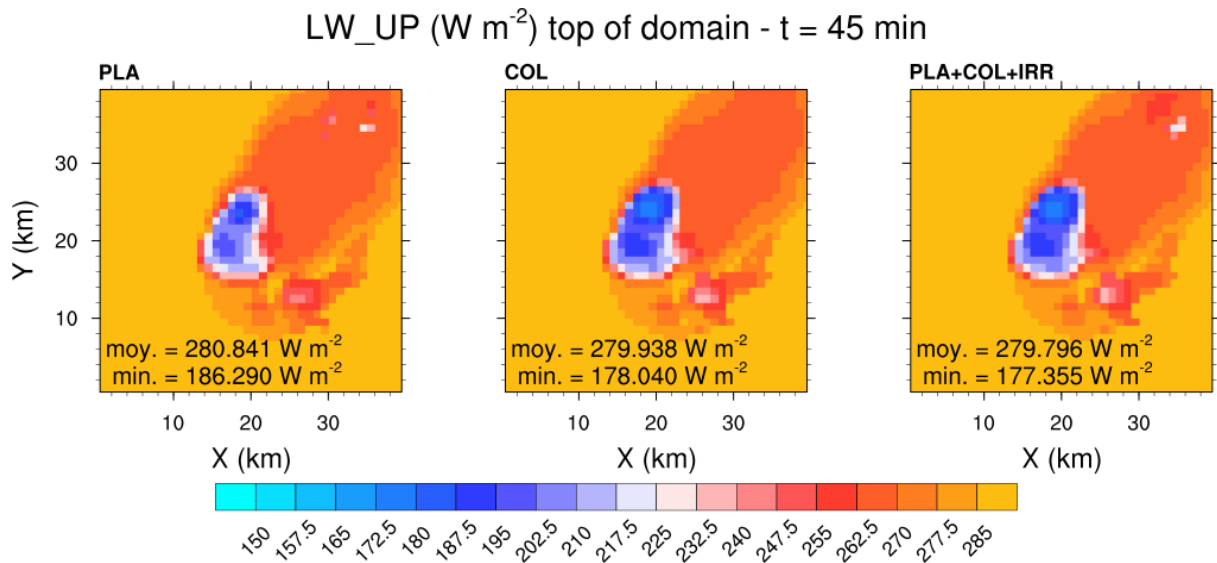 LW_UP (W m-2) top of domain - t = 45 min
PLA
COL
PLA+COL+IRR
Y (km)
30
20
10
moy. = 280.841 W m-2
min. = 186.290 W m-2
moy. = 279.938 W m-2
min. = 178.040 W m-2
moy. = 279.796 W m-2
min. = 177.355 W m-2
10 20 30
10 20 30
10 20 30
X (km)
X (km)
X (km)
150 157.5 165 172.5 180 187.5 195 202.5 210 217.5 225 232.5 240 247.5 255 262.5 270 277.5 285